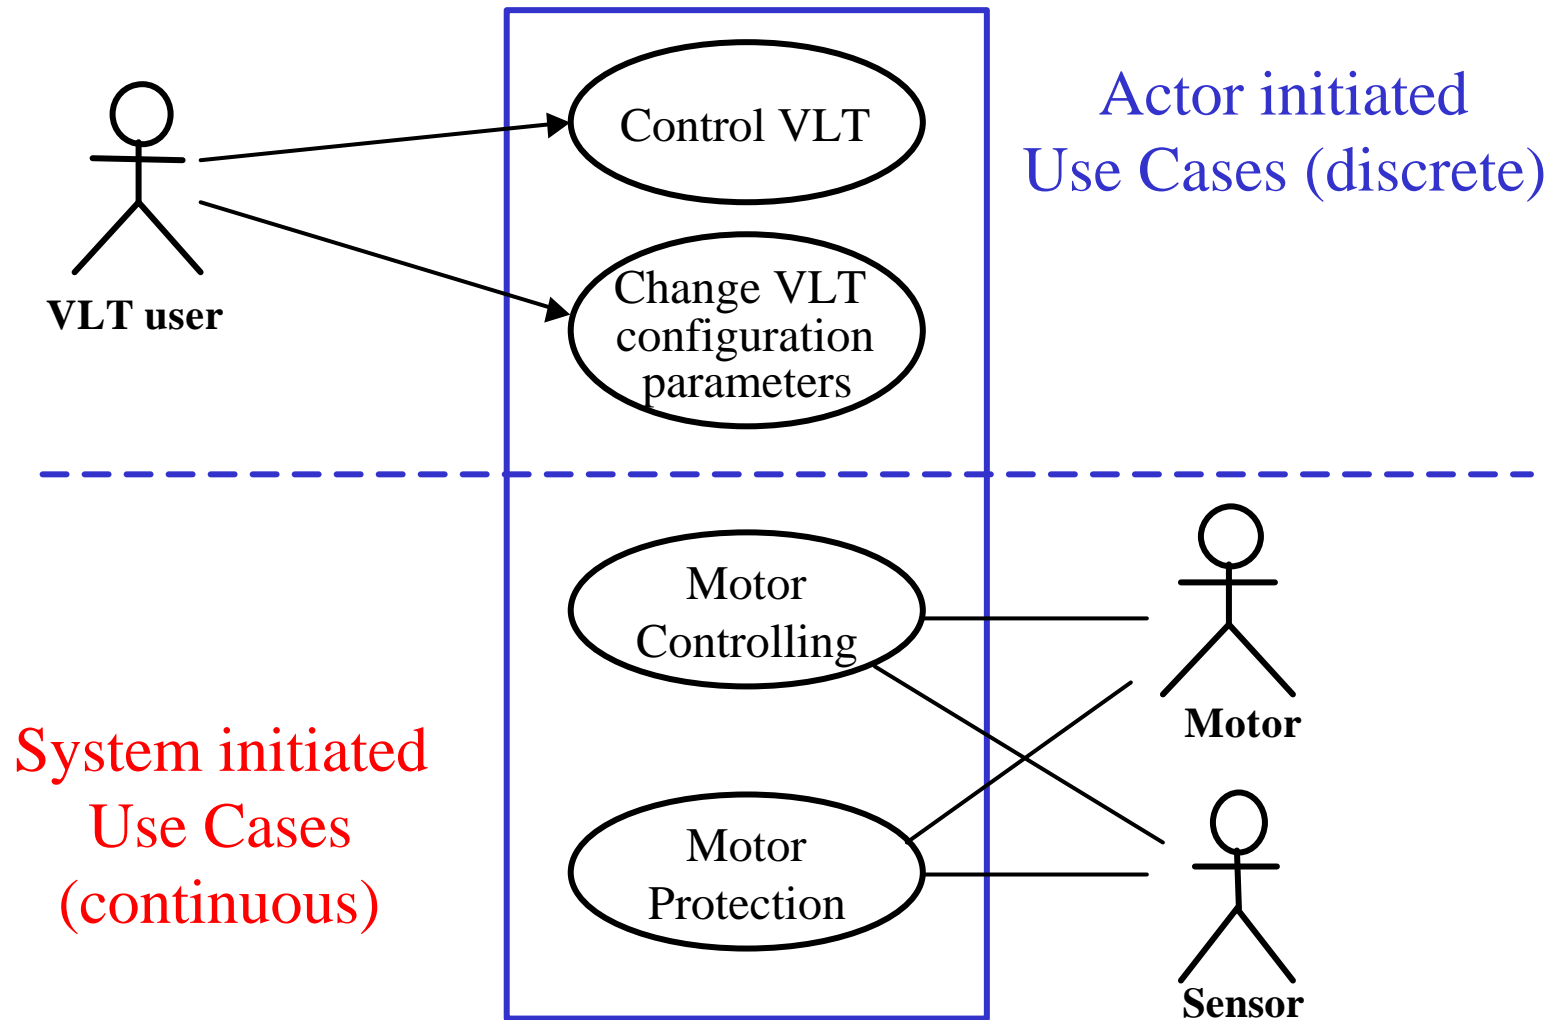 Control VLT
Actor initiated
Use Cases (discrete)
VLT user
Change VLT
configuration
parameters
Motor
Controlling
Motor
System initiated
Use Cases
(continuous)
Motor
Protection
Sensor